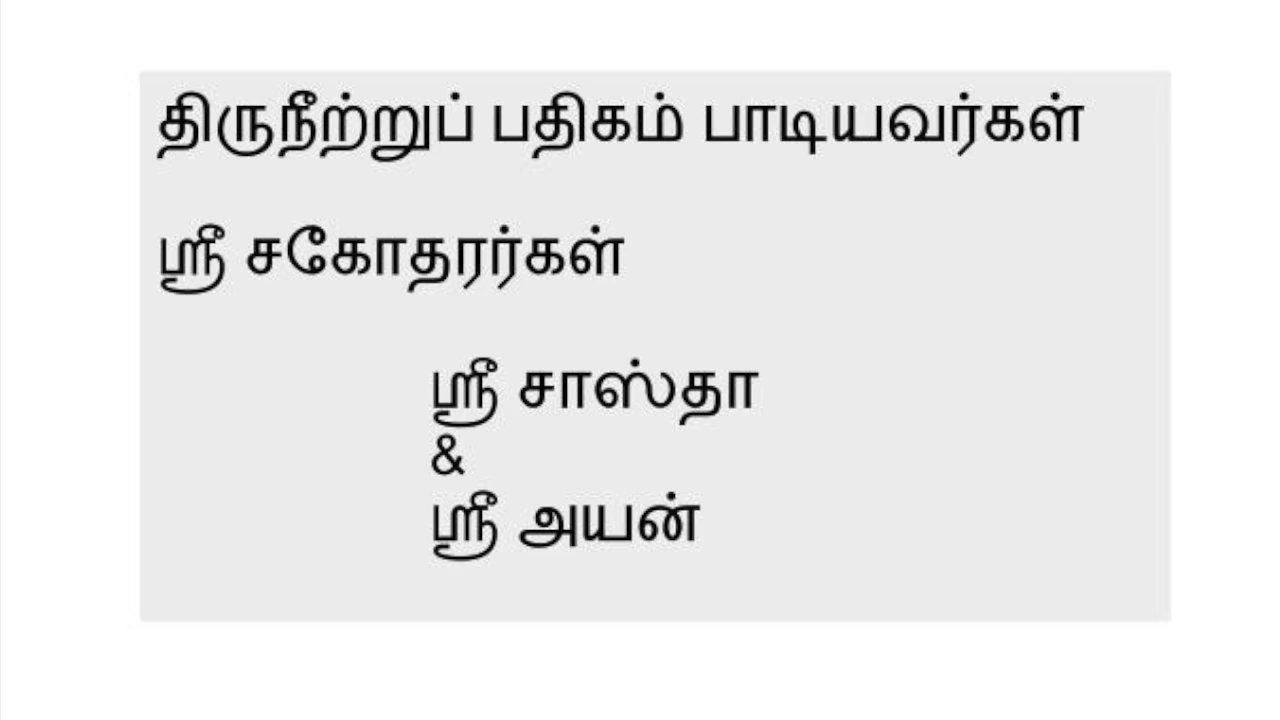 திருநீற்றுப் பதிகம் பாடியவர்கள்
ஸ்ரீ சகோதரர்கள்
ஸ்ரீ சாஸ்தா
&
ஸ்ரீ அயன்